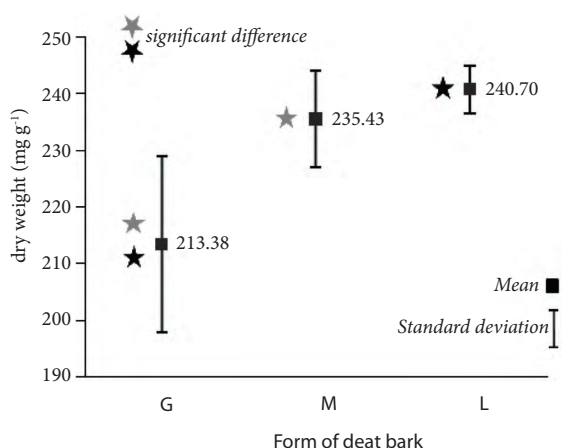 250
significant difference
240
240.70
235.43
230
220
213.38
210
Mean
200
Standard deviation
190
dry weight (mg g-1)
G M L
Form of deat bark